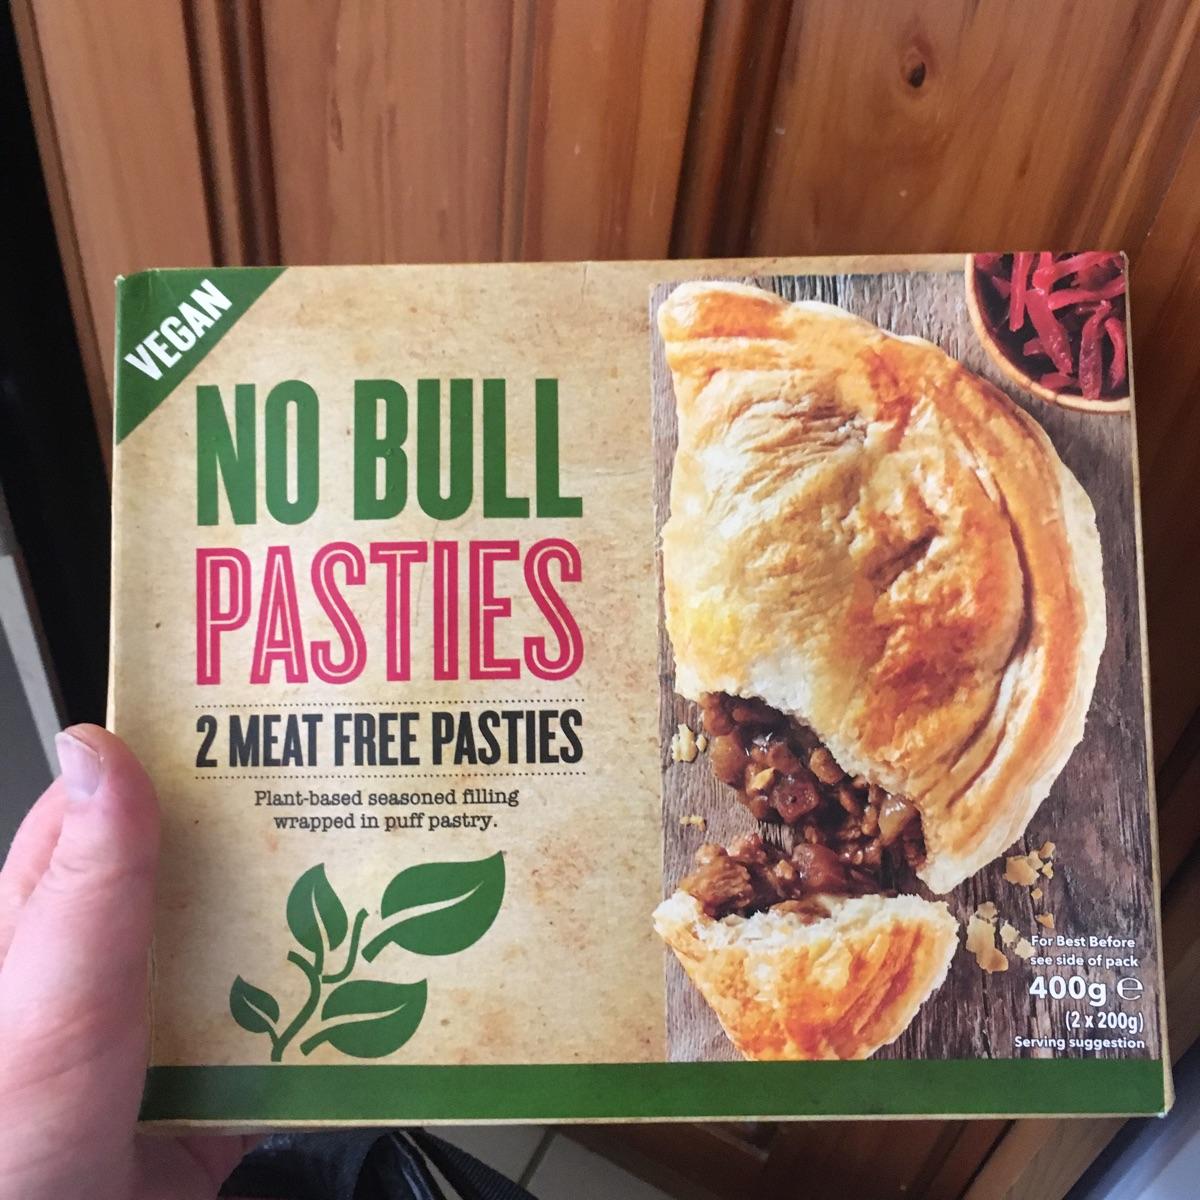 VEGAN
NO BULL
PASTIES
2 MEAT FREE PASTIES
Plant-based seasoned filling
wrapped in puff pastry.
For Best Before
see side of pack
400g ℮
(2 x 200g)
Serving suggestion